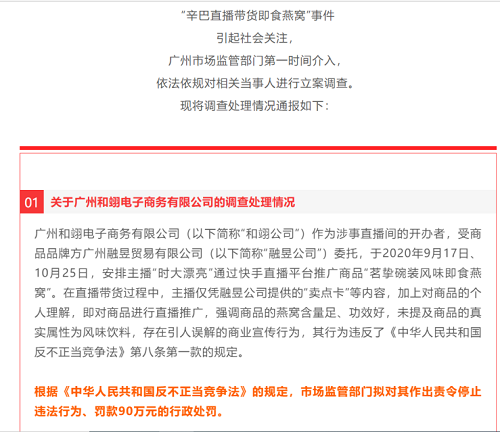 “辛巴直播带货即食燕窝”事件
引起社会关注，
广州市场监管部门第一时间介入，
依法依规对相关当事人进行立案调查。
现将调查处理情况通报如下：
01 关于广州和翊电子商务有限公司的调查处理情况
广州和翊电子商务有限公司（以下简称“和翊公司”）作为涉事直播间的开办者，受商
品品牌方广州融昱贸易有限公司（以下简称“融昱公司”）委托，于2020年9月17日、
10月25日，安排主播“时大漂亮”通过快手直播平台推广商品“茗挚碗装风味即食燕
窝”。在直播带货过程中，主播仅凭融昱公司提供的“卖点卡”等内容，加上对商品的个
人理解，即对商品进行直播推广，强调商品的燕窝含量足、功效好，未提及商品的真
实属性为风味饮料，存在引人误解的商业宣传行为，其行为违反了《中华人民共和国
反不正当竞争法》第八条第一款的规定。
根据《中华人民共和国反不正当竞争法》的规定，市场监管部门拟对其作出责令停止
违法行为、罚款90万元的行政处罚。